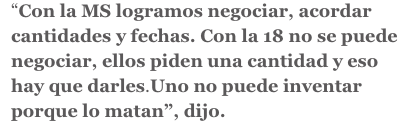 “Con la MS logramos negociar, acordar
cantidades y fechas. Con la 18 no se puede
negociar, ellos piden una cantidad y eso
hay que darles.Uno no puede inventar
porque lo matan”, dijo.